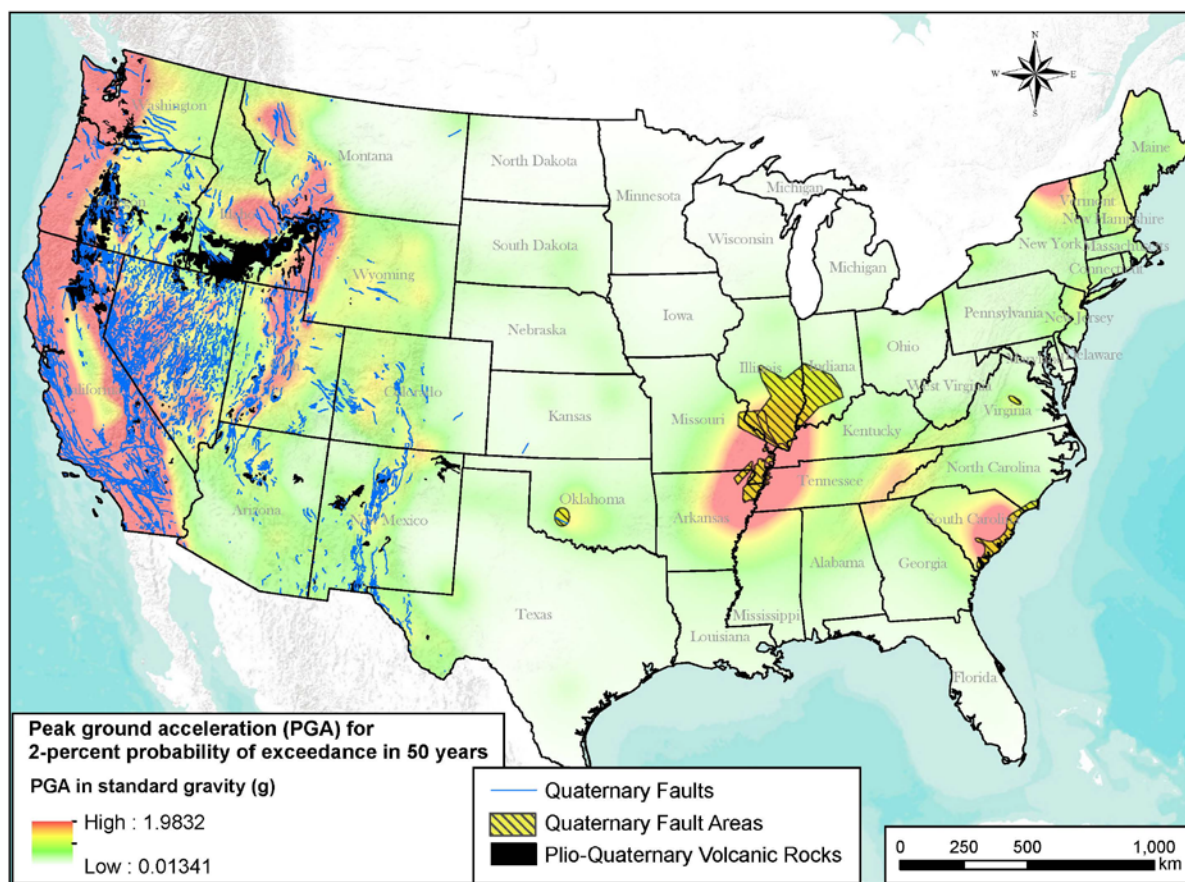 N
W
E
S
Washington
Montana
North Dakota
Minnesota
Michigan
Maine
Vermont
New Hampshire
Idaho
South Dakota
Wisconsin
Michigan
New York
Massachusetts
Connecticut
Wyoming
Nebraska
Iowa
Pennsylvania
New Jersey
Illinois
Indiana
Ohio
Delaware
West Virginia
Virginia
California
Colorado
Kansas
Missouri
Kentucky
North Carolina
Tennessee
Arizona
New Mexico
Oklahoma
Arkansas
South Carolina
Alabama
Georgia
Texas
Mississippi
Louisiana
Florida
Peak ground acceleration (PGA) for
2-percent probability of exceedance in 50 years
PGA in standard gravity (g)
High : 1.9832
Low : 0.01341
Quaternary Faults
Quaternary Fault Areas
Plio-Quaternary Volcanic Rocks
0 250 500 1,000
km